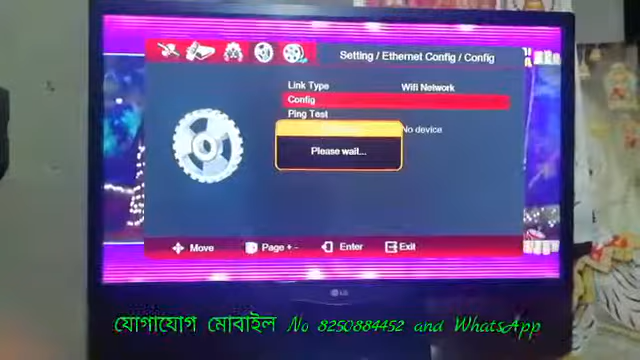 Setting / Ethernet Config / Config
Link Type Wifi Network
Config
Ping Test
No device
Please wait...
Move Page + - Enter Exit
LG
যোগাযোগ মোবাইল No 8250884452 and WhatsApp